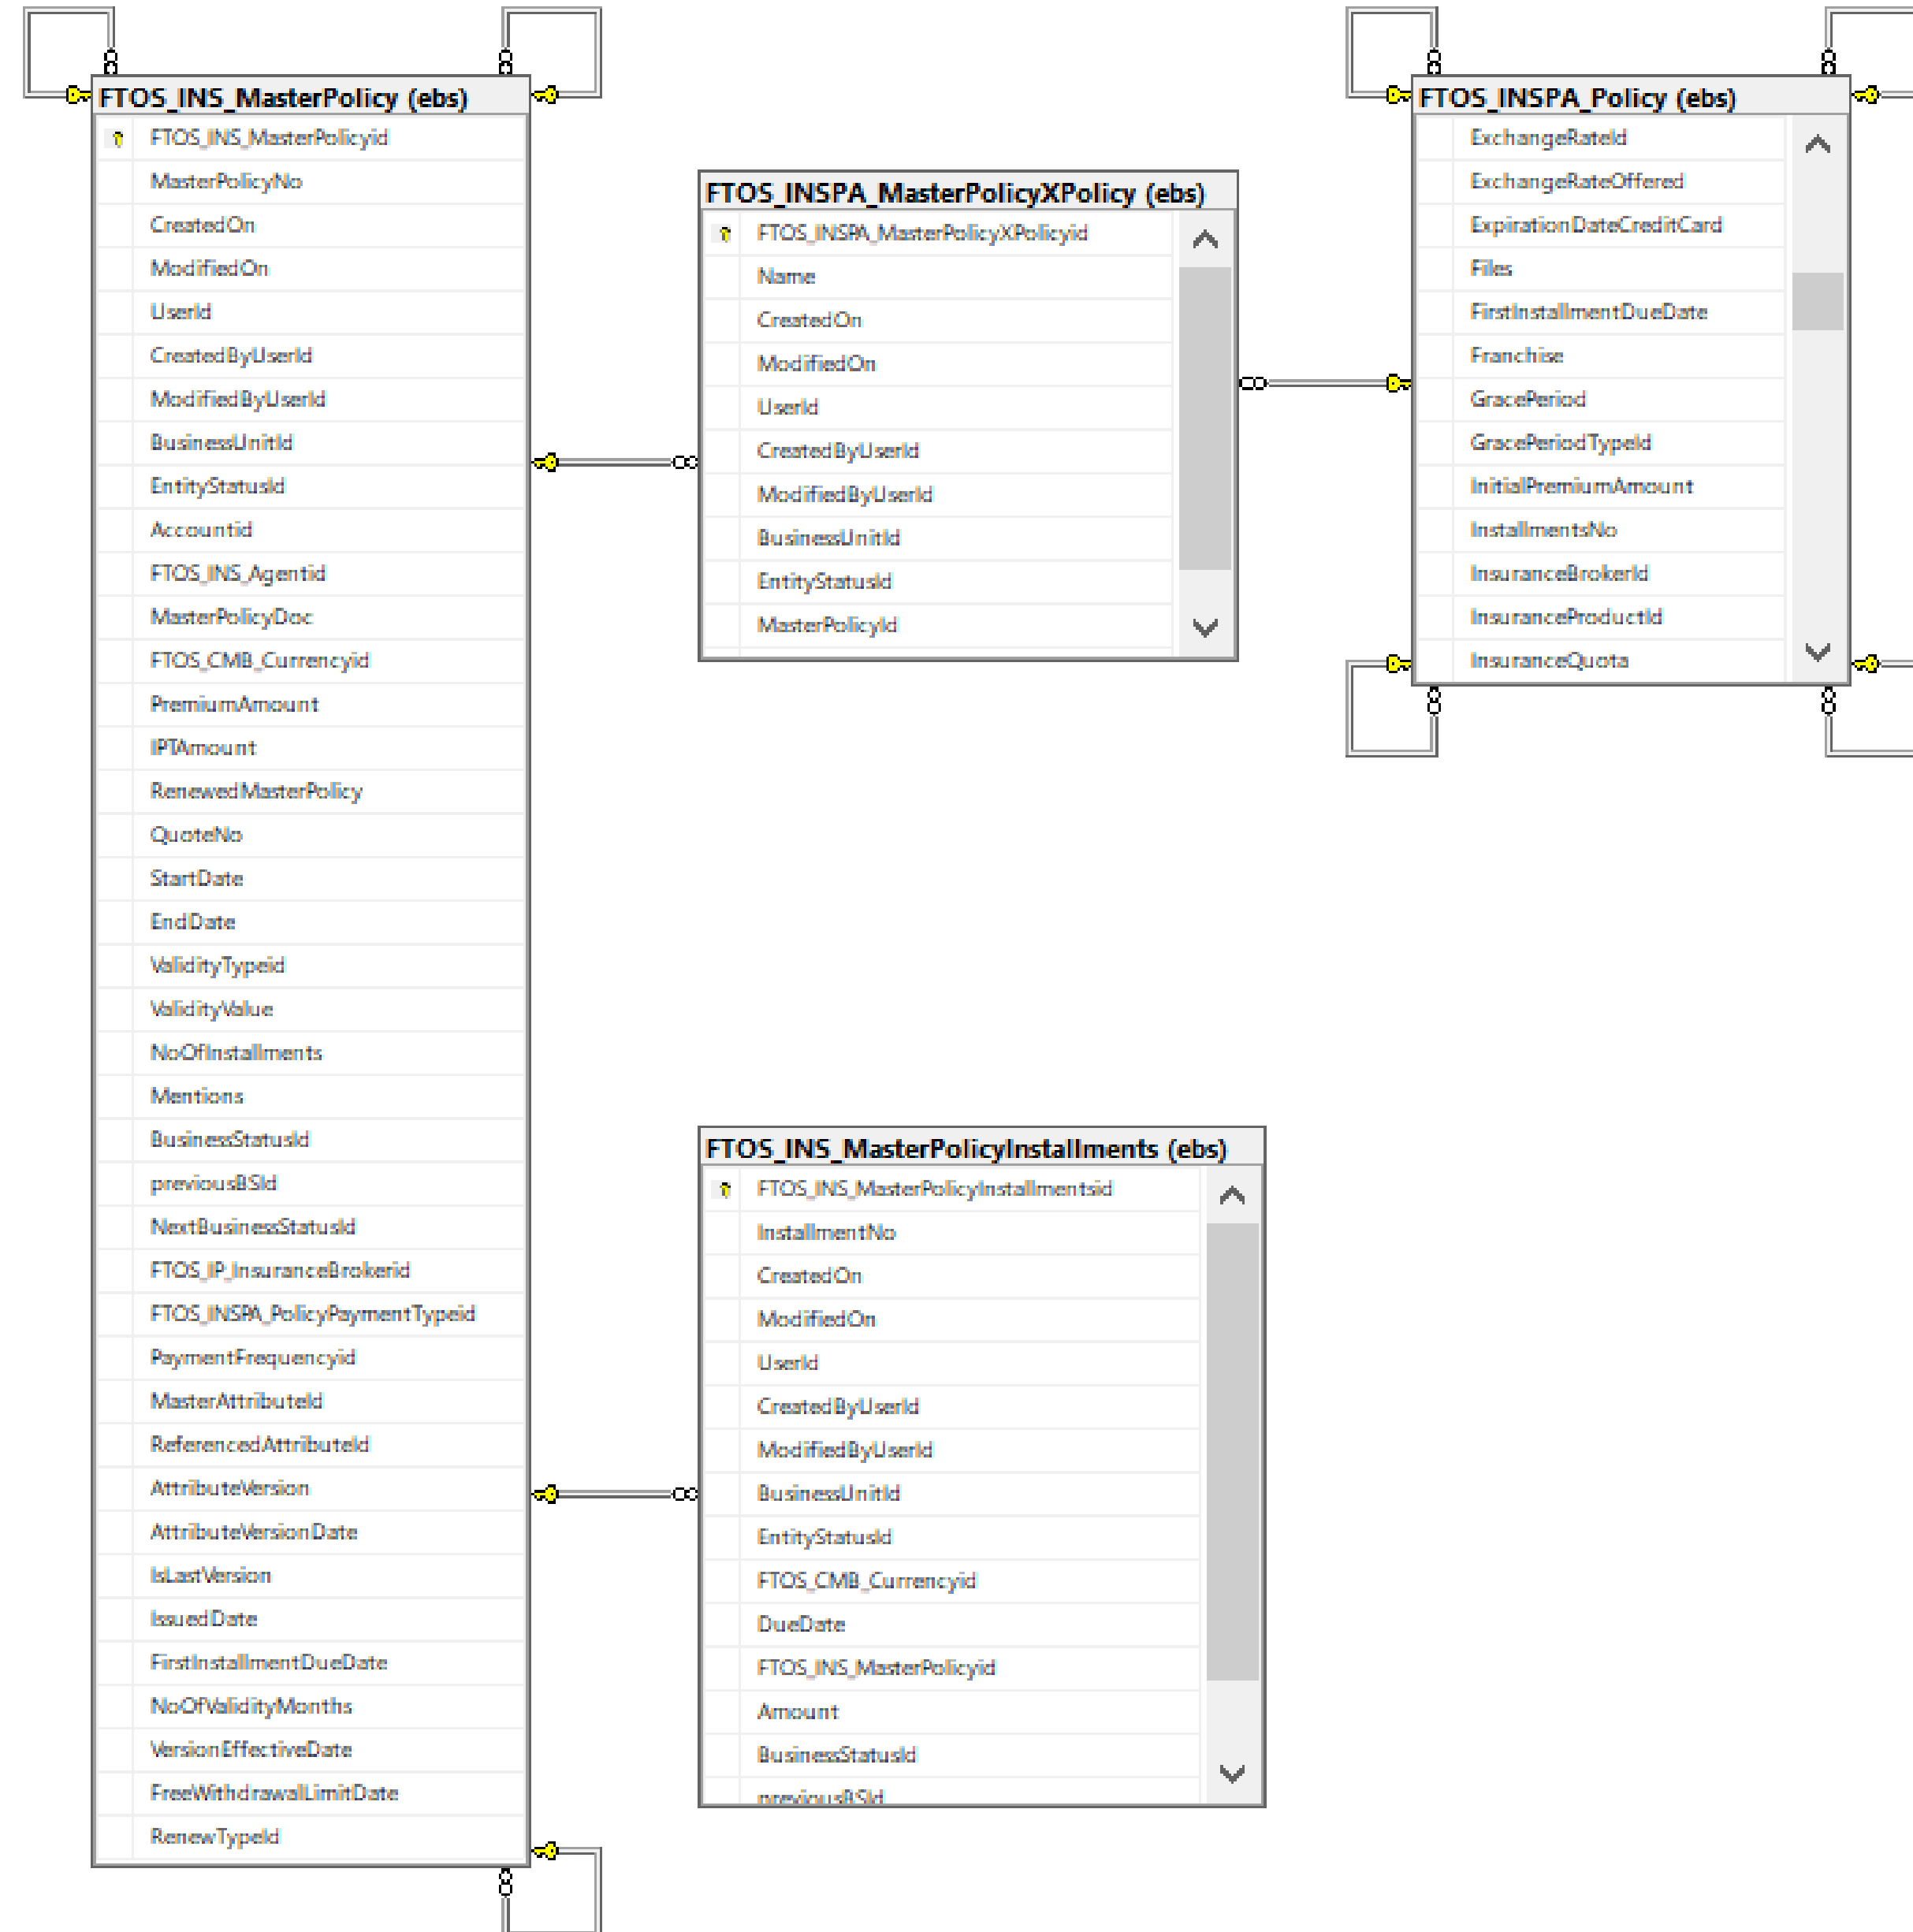 FTOS_INS_MasterPolicy (ebs)
FTOS_INS_MasterPolicyid
MasterPolicyNo
CreatedOn
ModifiedOn
UserId
CreatedByUserId
ModifiedByUserId
BusinessUnitId
EntityStatusId
Accountid
FTOS_INS_Agentid
MasterPolicyDoc
FTOS_CMB_Currencyid
PremiumAmount
IPTAmount
RenewedMasterPolicy
QuoteNo
StartDate
EndDate
ValidityTypeid
ValidityValue
NoOfInstallments
Mentions
BusinessStatusId
previousBSId
NextBusinessStatusId
FTOS_IP_InsuranceBrokerid
FTOS_INSPA_PolicyPaymentTypeid
PaymentFrequencyid
MasterAttributeId
ReferencedAttributeId
AttributeVersion
AttributeVersionDate
IsLastVersion
IssuedDate
FirstInstallmentDueDate
NoOfValidityMonths
VersionEffectiveDate
FreeWithdrawalLimitDate
RenewTypeId
FTOS_INSPA_MasterPolicyXPolicy (ebs)
FTOS_INSPA_MasterPolicyXPolicyid
Name
CreatedOn
ModifiedOn
UserId
CreatedByUserId
ModifiedByUserId
BusinessUnitId
EntityStatusId
MasterPolicyId
FTOS_INSPA_Policy (ebs)
ExchangeRateId
ExchangeRateOffered
ExpirationDateCreditCard
Files
FirstInstallmentDueDate
Franchise
GracePeriod
GracePeriodTypeId
InitialPremiumAmount
InstallmentsNo
InsuranceBrokerId
InsuranceProductId
InsuranceQuota
FTOS_INS_MasterPolicyInstallments (ebs)
FTOS_INS_MasterPolicyInstallmentsid
InstallmentNo
CreatedOn
ModifiedOn
UserId
CreatedByUserId
ModifiedByUserId
BusinessUnitId
EntityStatusId
FTOS_CMB_Currencyid
DueDate
FTOS_INS_MasterPolicyid
Amount
BusinessStatusId
previousBSId